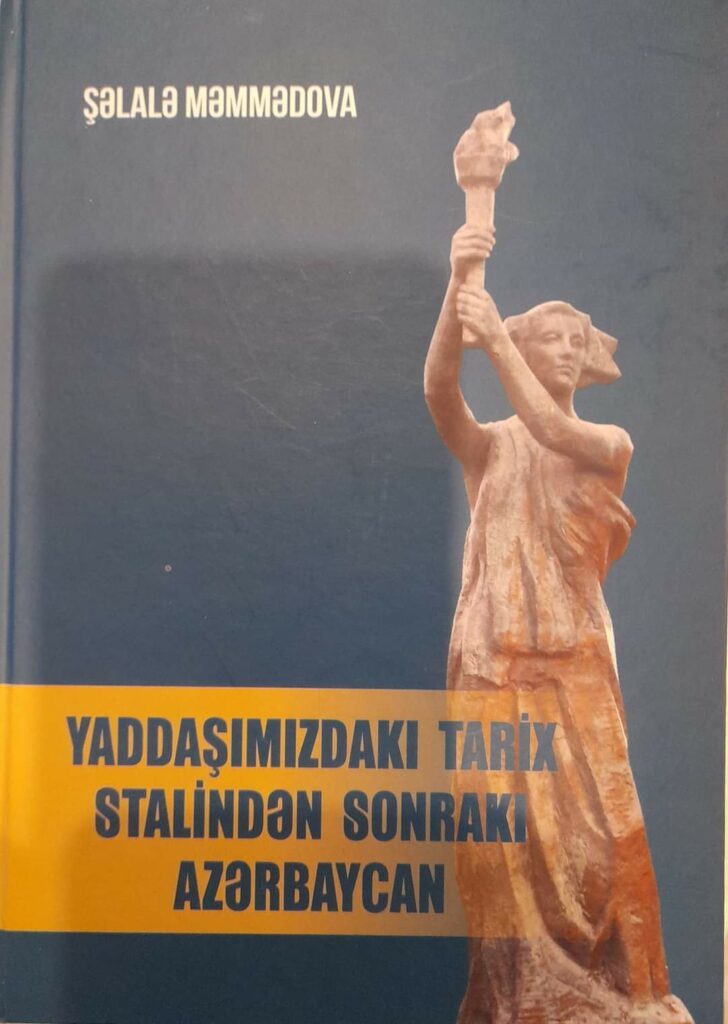 ŞƏLALƏ MƏMMƏDOVA
YADDAŞIMIZDAKI TARİX
STALİNDƏN SONRAKI
AZƏRBAYCAN